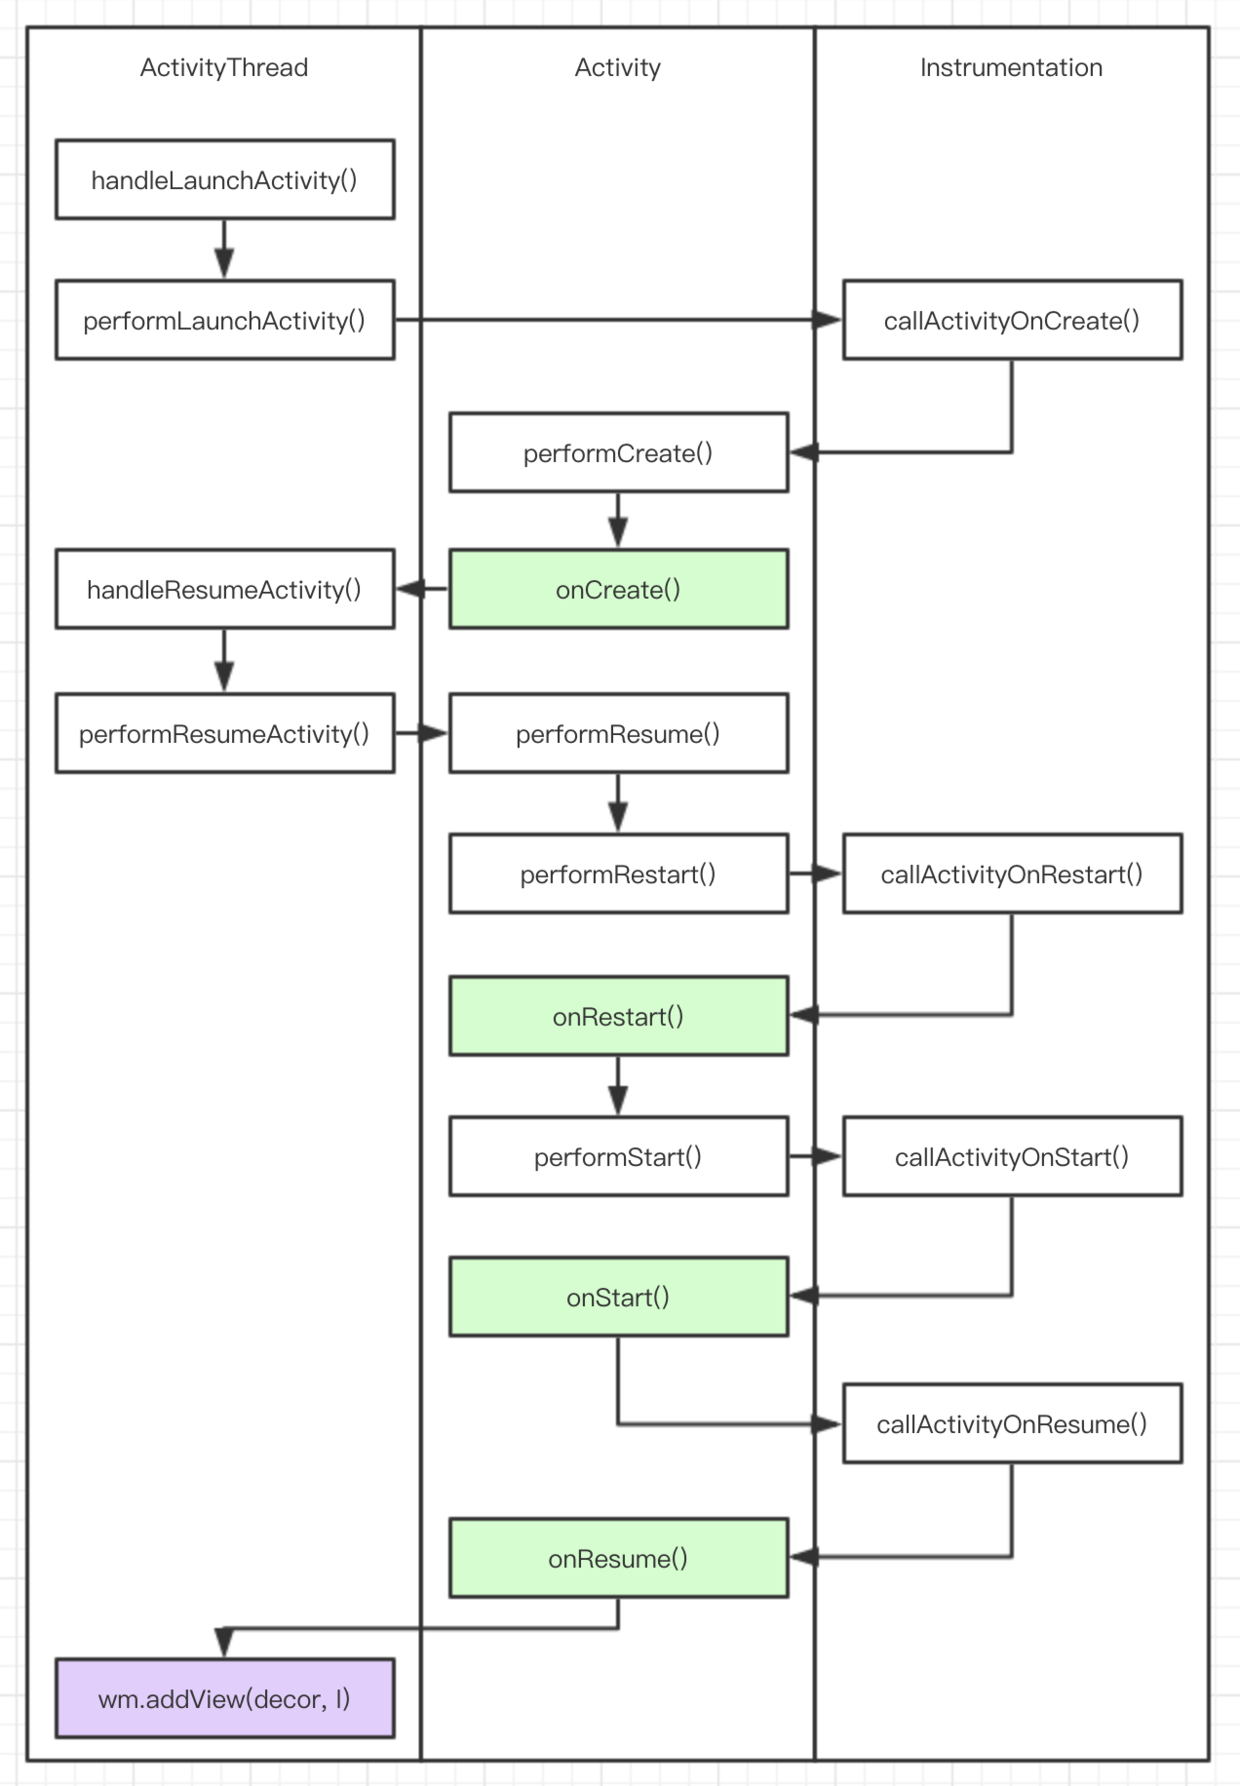 ActivityThread
Activity
Instrumentation
handleLaunchActivity()
performLaunchActivity()
callActivityOnCreate()
performCreate()
handleResumeActivity()
onCreate()
performResumeActivity()
performResume()
performRestart()
callActivityOnRestart()
onRestart()
performStart()
callActivityOnStart()
onStart()
callActivityOnResume()
onResume()
wm.addView(decor, l)